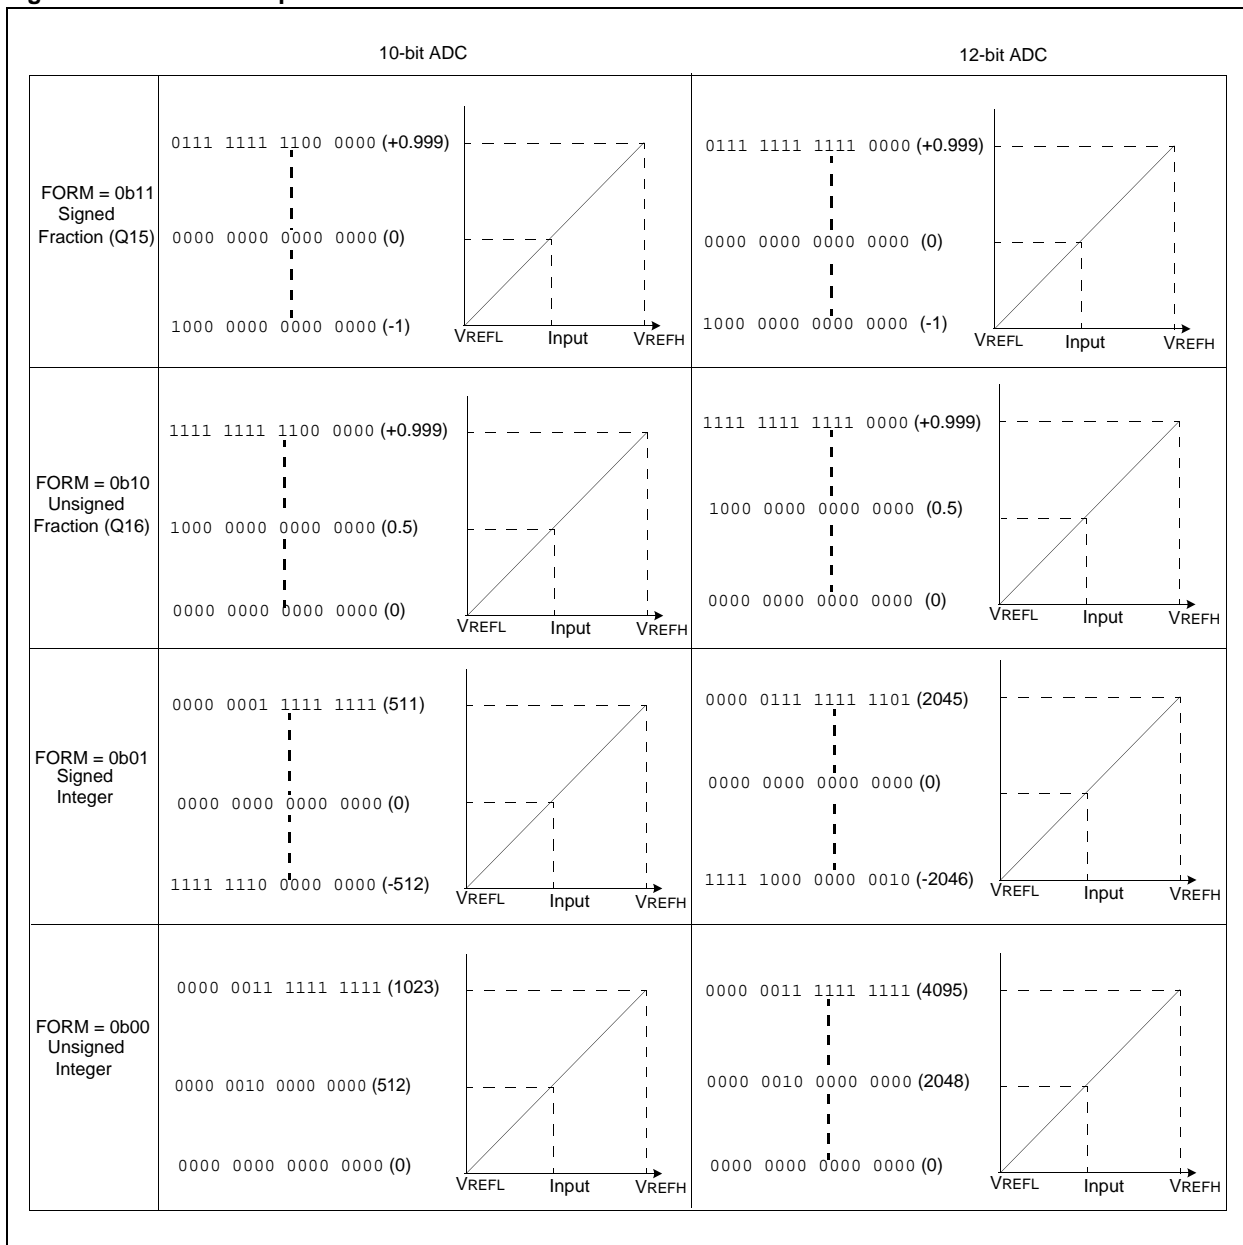 10-bit ADC
12-bit ADC
FORM = 0b11
Signed
Fraction (Q15)
0111 1111 1100 0000 (+0.999)
0000 0000 0000 0000 (0)
1000 0000 0000 0000 (-1)
VREFL Input VREFH
0111 1111 1111 0000 (+0.999)
0000 0000 0000 0000 (0)
1000 0000 0000 0000 (-1)
VREFL Input VREFH
FORM = 0b10
Unsigned
Fraction (Q16)
1111 1111 1100 0000 (+0.999)
1000 0000 0000 0000 (0.5)
0000 0000 0000 0000 (0)
VREFL Input VREFH
1111 1111 1111 0000 (+0.999)
1000 0000 0000 0000 (0.5)
0000 0000 0000 0000 (0)
VREFL Input VREFH
FORM = 0b01
Signed
Integer
0000 0001 1111 1111 (511)
0000 0000 0000 0000 (0)
1111 1110 0000 0000 (-512)
VREFL Input VREFH
0000 0111 1111 1101 (2045)
0000 0000 0000 0000 (0)
1111 1000 0000 0010 (-2046)
VREFL Input VREFH
FORM = 0b00
Unsigned
Integer
0000 0011 1111 1111 (1023)
0000 0010 0000 0000 (512)
0000 0000 0000 0000 (0)
VREFL Input VREFH
0000 0011 1111 1111 (4095)
0000 0010 0000 0000 (2048)
0000 0000 0000 0000 (0)
VREFL Input VREFH